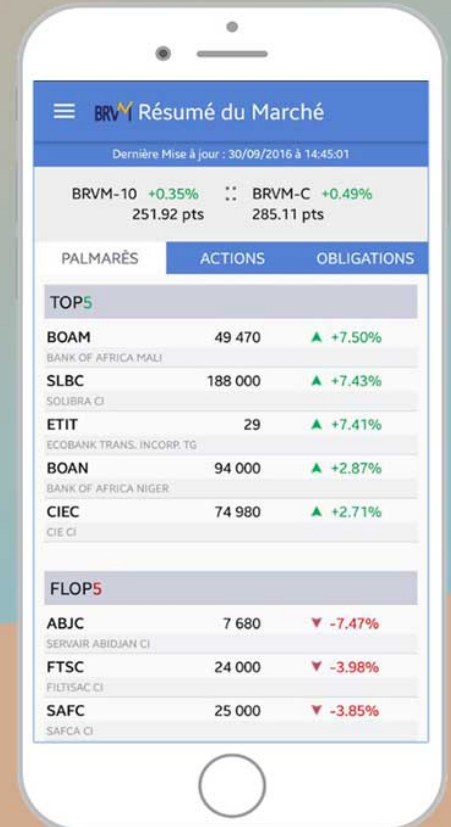 BRVM Résumé du Marché
Dernière Mise à jour : 30/09/2016 à 14:45:01
BRVM-10 +0.35% :: BRVM-C +0.49%
251.92 pts 285.11 pts
PALMARÈS ACTIONS OBLIGATIONS
TOP5
BOAM 49 470 ▲ +7.50%
BANK OF AFRICA MALI
SLBC 188 000 ▲ +7.43%
SOLIBRA CI
ETIT 29 ▲ +7.41%
ECOBANK TRANS. INCORP. TG
BOAN 94 000 ▲ +2.87%
BANK OF AFRICA NIGER
CIEC 74 980 ▲ +2.71%
CIE CI
FLOP5
ABJC 7 680 ▼ -7.47%
SERVAIR ABIDJAN CI
FTSC 24 000 ▼ -3.98%
FILTISAC CI
SAFC 25 000 ▼ -3.85%
SAFCA CI